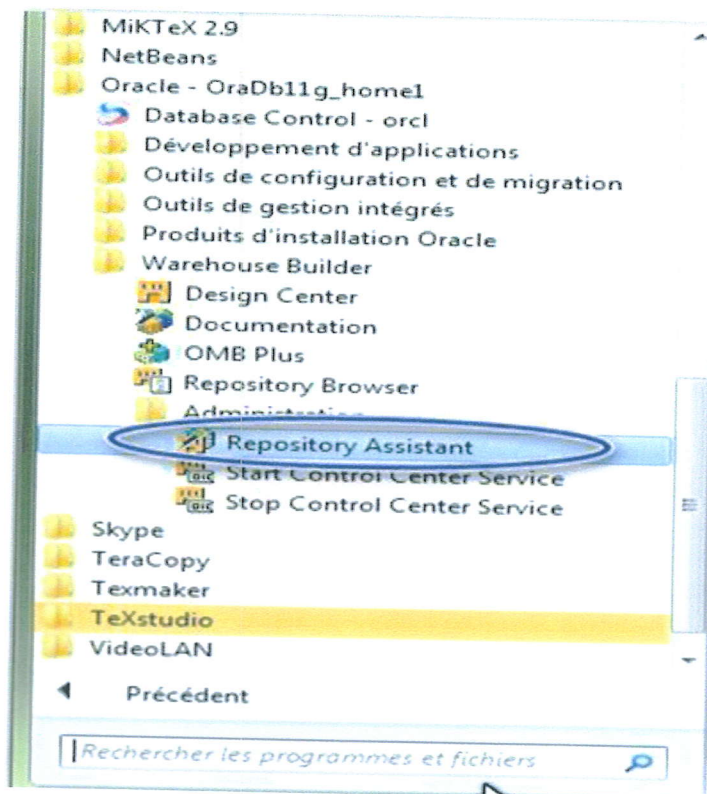 MiKTeX 2.9
NetBeans
Oracle - OraDb11g_home1
Database Control - orcl
Développement d'applications
Outils de configuration et de migration
Outils de gestion intégrés
Produits d'installation Oracle
Warehouse Builder
Design Center
Documentation
OMB Plus
Repository Browser
Administration
Repository Assistant
Start Control Center Service
Stop Control Center Service
Skype
TeraCopy
Texmaker
TeXstudio
VideoLAN
Précédent
Rechercher les programmes et fichiers